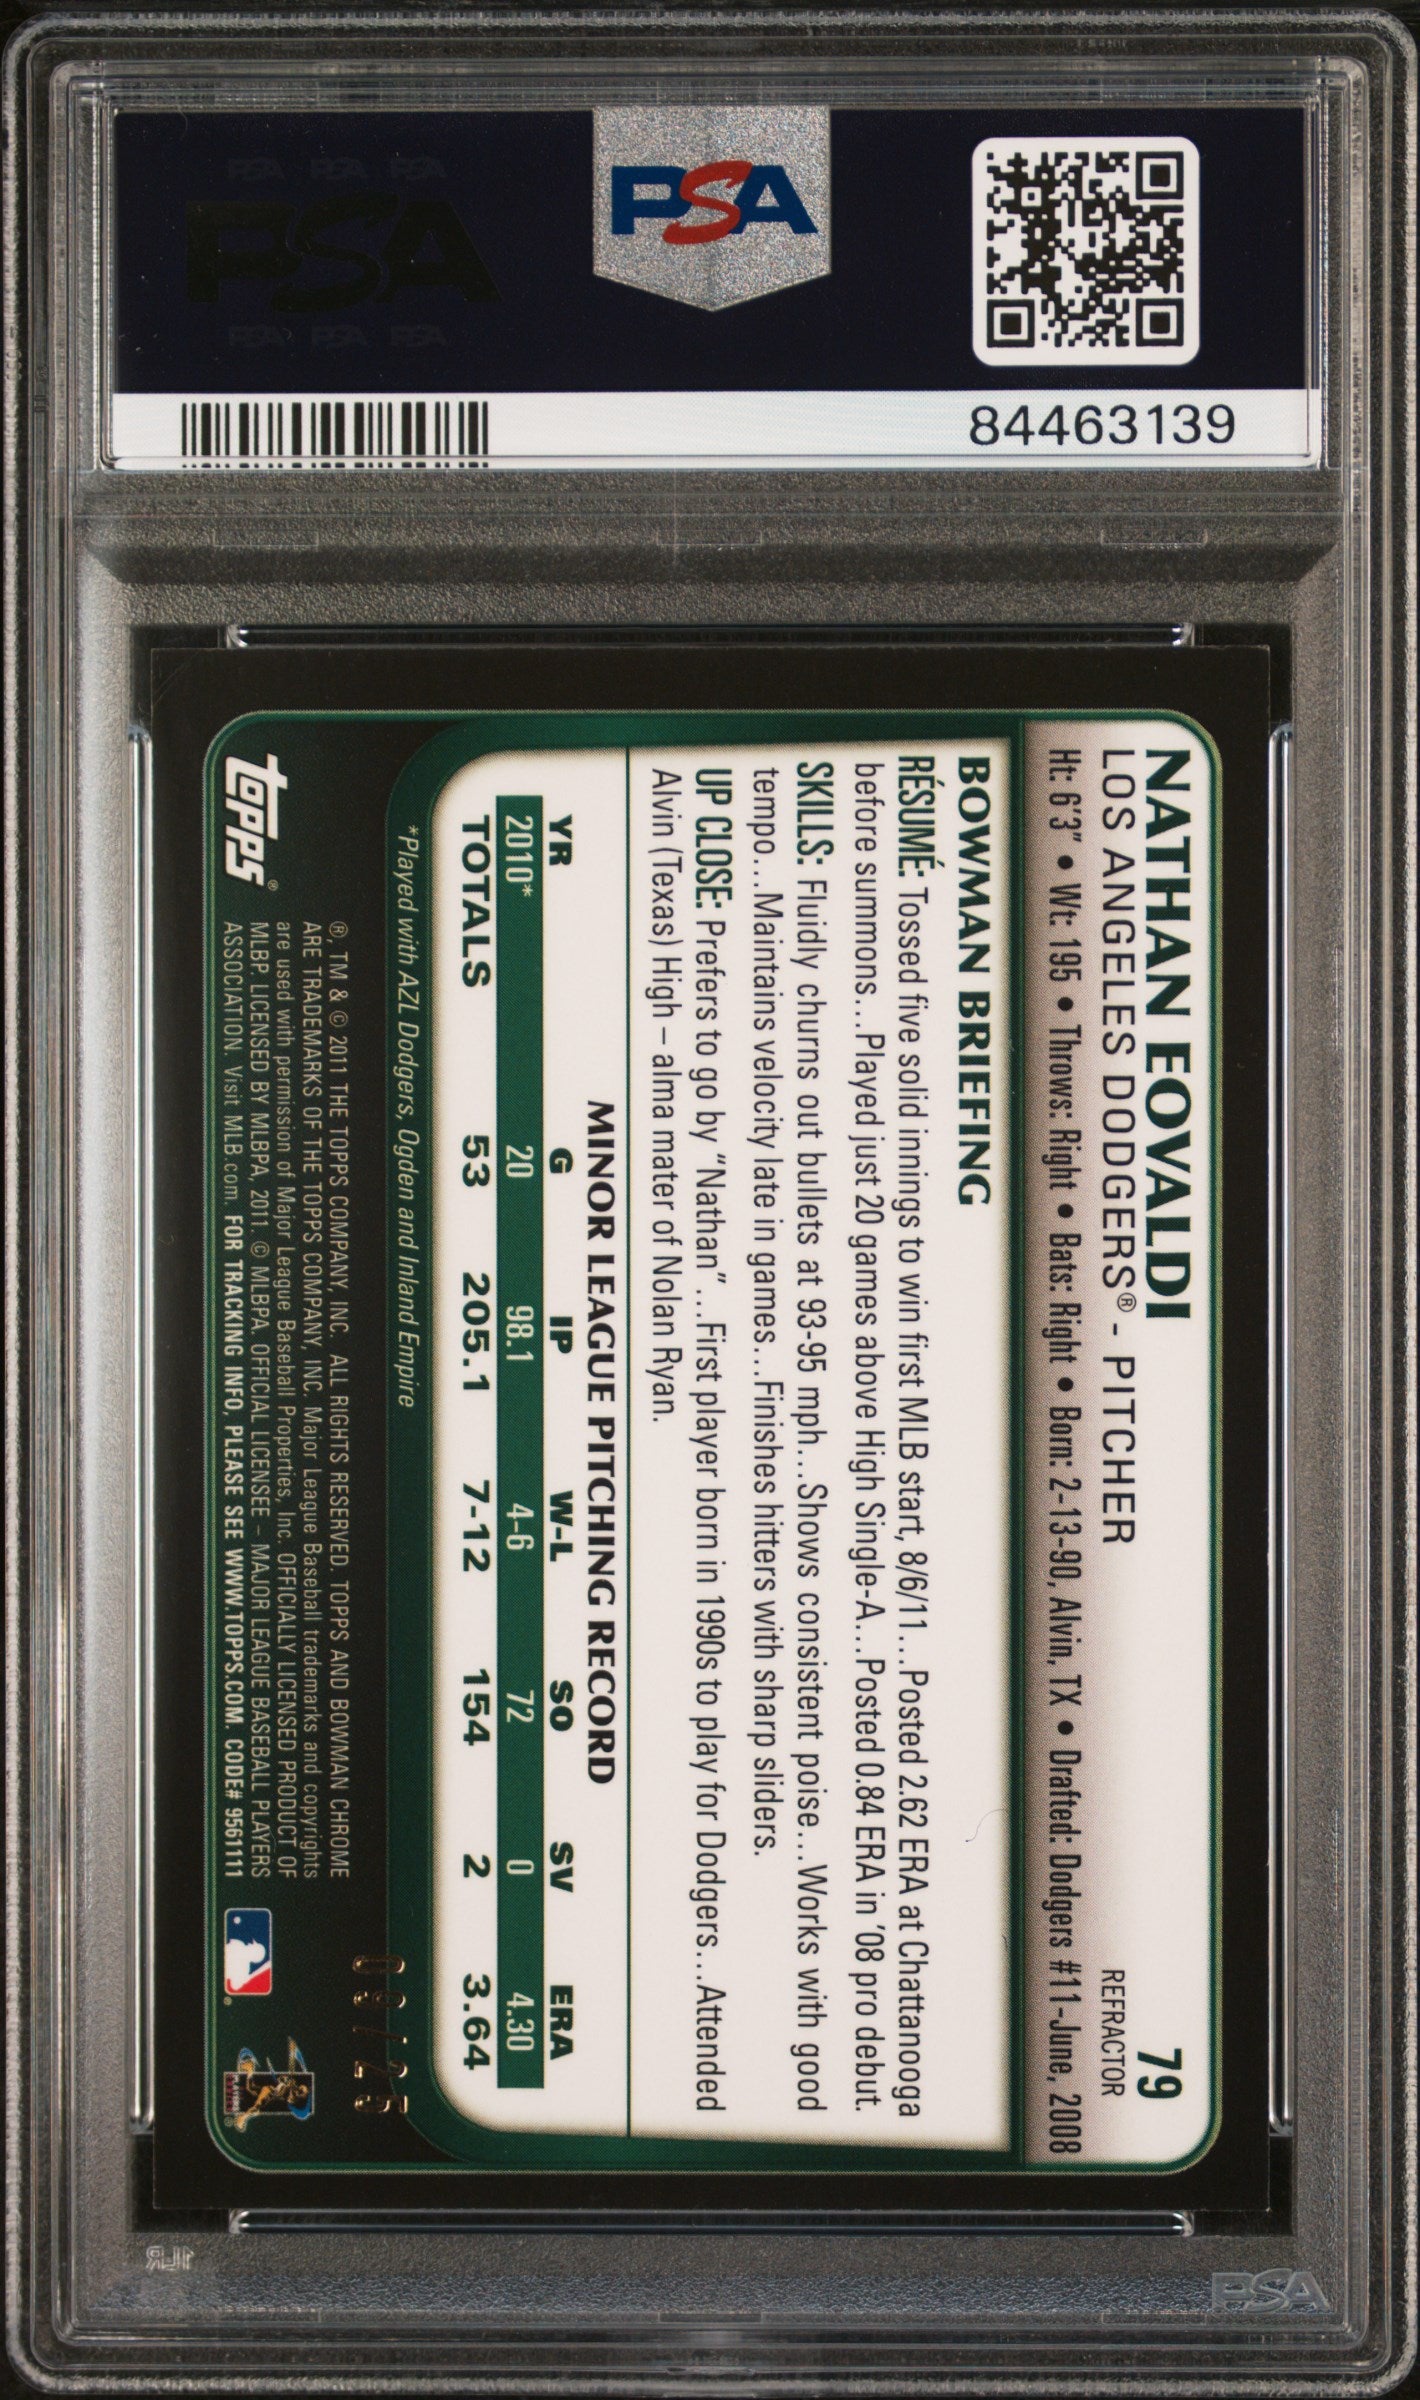 PSA PSA PSA
PSA
PSA PSA PSA
PSA
84463139
79
NATHAN EOVALDI
REFRACTOR
LOS ANGELES DODGERS® - PITCHER
Ht: 6'3" • Wt: 195 • Throws: Right • Bats: Right • Born: 2-13-90, Alvin, TX • Drafted: Dodgers #11-June, 2008
BOWMAN BRIEFING
RÉSUMÉ: Tossed five solid innings to win first MLB start, 8/6/11...Posted 2.62 ERA at Chattanooga
before summons...Played just 20 games above High Single-A...Posted 0.84 ERA in '08 pro debut.
SKILLS: Fluidly churns out bullets at 93-95 mph...Shows consistent poise...Works with good
tempo...Maintains velocity late in games...Finishes hitters with sharp sliders.
UP CLOSE: Prefers to go by "Nathan"...First player born in 1990s to play for Dodgers...Attended
Alvin (Texas) High – alma mater of Nolan Ryan.
MINOR LEAGUE PITCHING RECORD
YR G IP W-L SO SV ERA
2010* 20 98.1 4-6 72 0 4.30
TOTALS 53 205.1 7-12 154 2 3.64
*Played with AZL Dodgers, Ogden and Inland Empire
09/25
®, TM & © 2011 THE TOPPS COMPANY, INC. ALL RIGHTS RESERVED. TOPPS AND BOWMAN CHROME
ARE TRADEMARKS OF THE TOPPS COMPANY, INC. Major League Baseball trademarks and copyrights
are used with permission of Major League Baseball Properties, Inc. OFFICIALLY LICENSED PRODUCT OF
MLBP. LICENSED BY MLBPA, 2011. © MLBPA. OFFICIAL LICENSEE – MAJOR LEAGUE BASEBALL PLAYERS
ASSOCIATION. Visit MLB.com. FOR TRACKING INFO, PLEASE SEE WWW.TOPPS.COM. CODE# 9561111
topps®
PSA